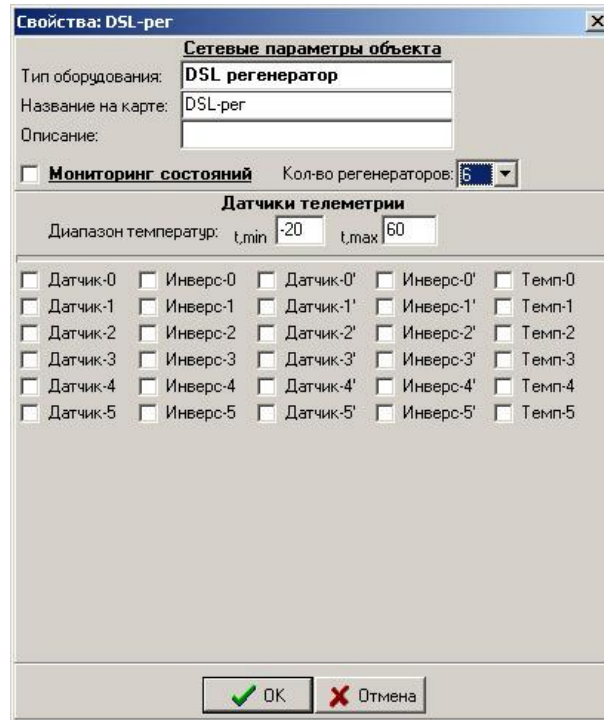 Свойства: DSL-рег
Сетевые параметры объекта
Тип оборудования: DSL регенератор
Название на карте: DSL-рег
Описание:
Мониторинг состояний Кол-во регенераторов: 6
Датчики телеметрии
Диапазон температур: t,min -20 t,max 60
Датчик-0 Инверс-0 Датчик-0' Инверс-0' Темп-0
Датчик-1 Инверс-1 Датчик-1' Инверс-1' Темп-1
Датчик-2 Инверс-2 Датчик-2' Инверс-2' Темп-2
Датчик-3 Инверс-3 Датчик-3' Инверс-3' Темп-3
Датчик-4 Инверс-4 Датчик-4' Инверс-4' Темп-4
Датчик-5 Инверс-5 Датчик-5' Инверс-5' Темп-5
OK Отмена